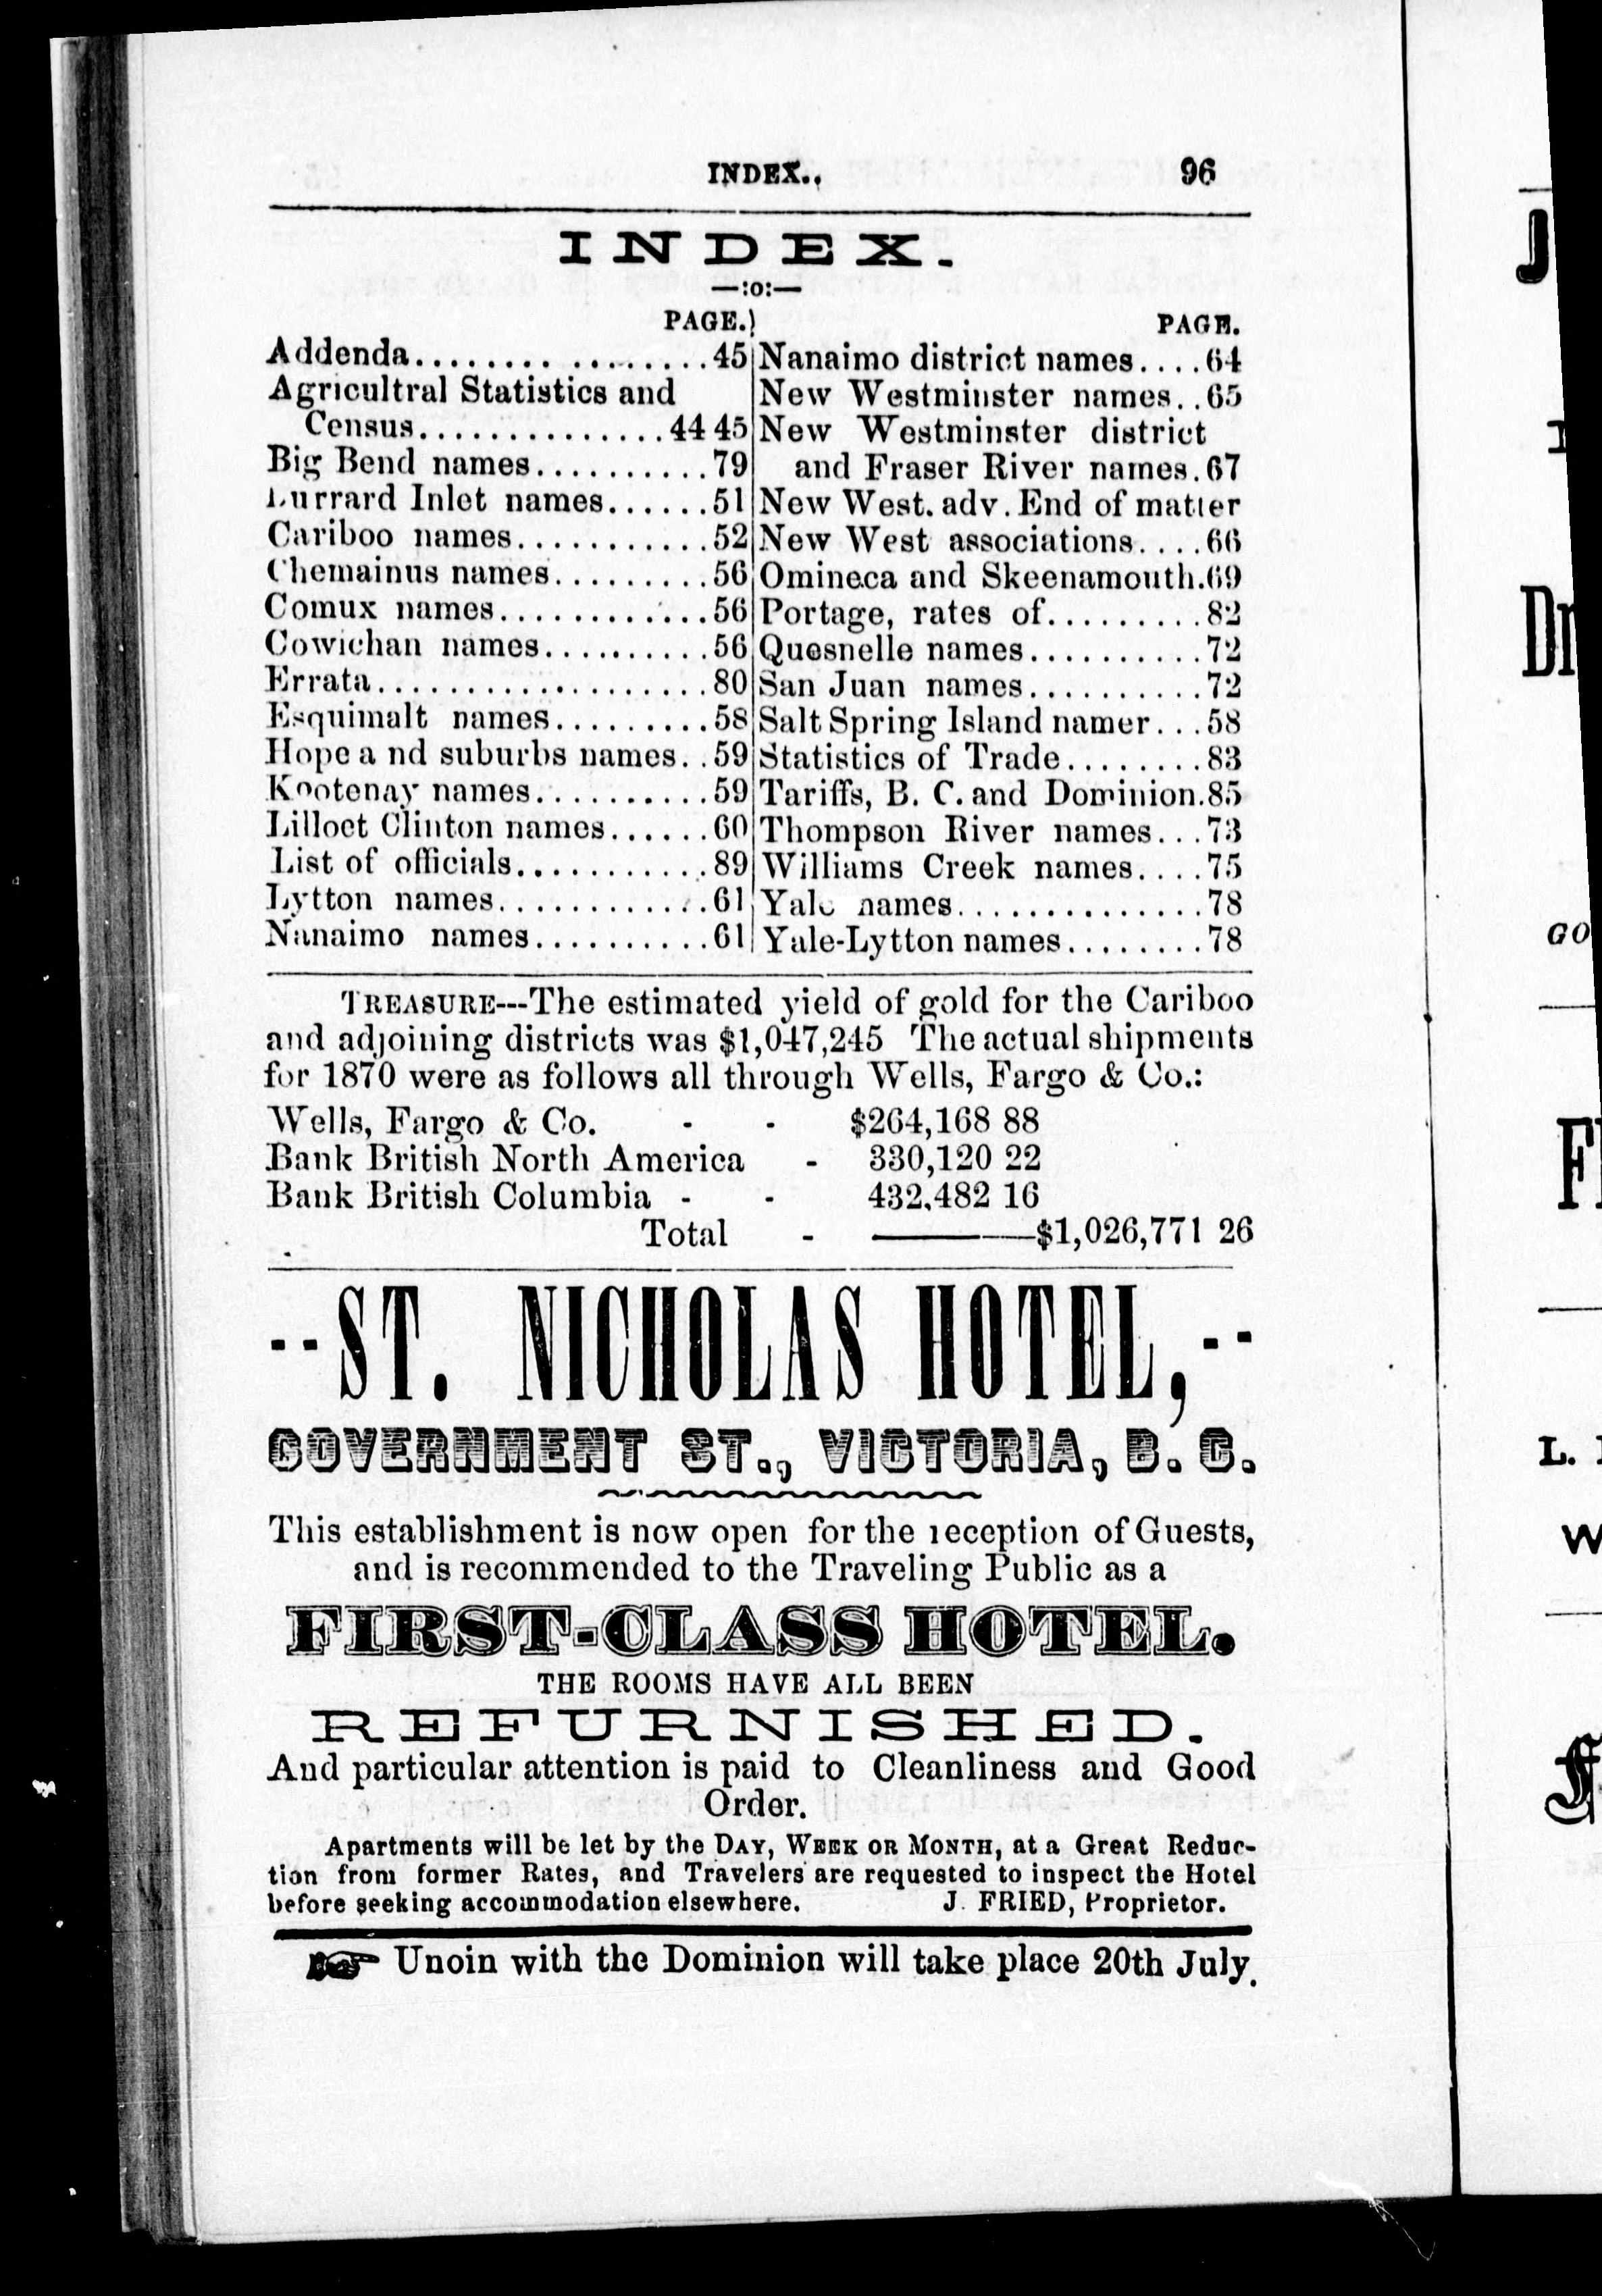 INDEX..
96
INDEX.
—:o:—
PAGE.)
Addenda.......... ........45
Agricultral Statistics and
Census..............44 45
Big Bend names..........79
Burrard Inlet names......51
Cariboo names...........52
Chemainus names.........56
Comux names............56
Cowichan names..........56
Errata...................80
Esquimalt names.........58
Hope a nd suburbs names..59
Kootenay names..........59
Lilloet Clinton names......60
List of officials...........89
Lytton names............61
Nanaimo names..........61
PAGE.
Nanaimo district names....64
New Westminster names..65
New Westminster district
and Fraser River names.67
New West. adv. End of matter
New West associations....66
Omineca and Skeenamouth.69
Portage, rates of.........82
Quesnelle names..........72
San Juan names..........72
Salt Spring Island namer...58
Statistics of Trade........83
Tariffs, B. C. and Dominion.85
Thompson River names...73
Williams Creek names....75
Yale names..............78
Yale-Lytton names........78
TREASURE---The estimated yield of gold for the Cariboo
and adjoining districts was $1,047,245 The actual shipments
for 1870 were as follows all through Wells, Fargo & Co.:
Wells, Fargo & Co. - - $264,168 88
Bank British North America - 330,120 22
Bank British Columbia - - 432,482 16
Total - ————$1,026,771 26
--ST. NICHOLAS HOTEL,--
GOVERNMENT ST., VICTORIA, B. C.
This establishment is now open for the reception of Guests,
and is recommended to the Traveling Public as a
FIRST-CLASS HOTEL.
THE ROOMS HAVE ALL BEEN
REFURNISHED.
And particular attention is paid to Cleanliness and Good
Order.
Apartments will be let by the DAY, WEEK OR MONTH, at a Great Reduc-
tion from former Rates, and Travelers are requested to inspect the Hotel
before seeking accommodation elsewhere. J. FRIED, Proprietor.
☞ Unoin with the Dominion will take place 20th July.
J
Dr
GO
L.
W